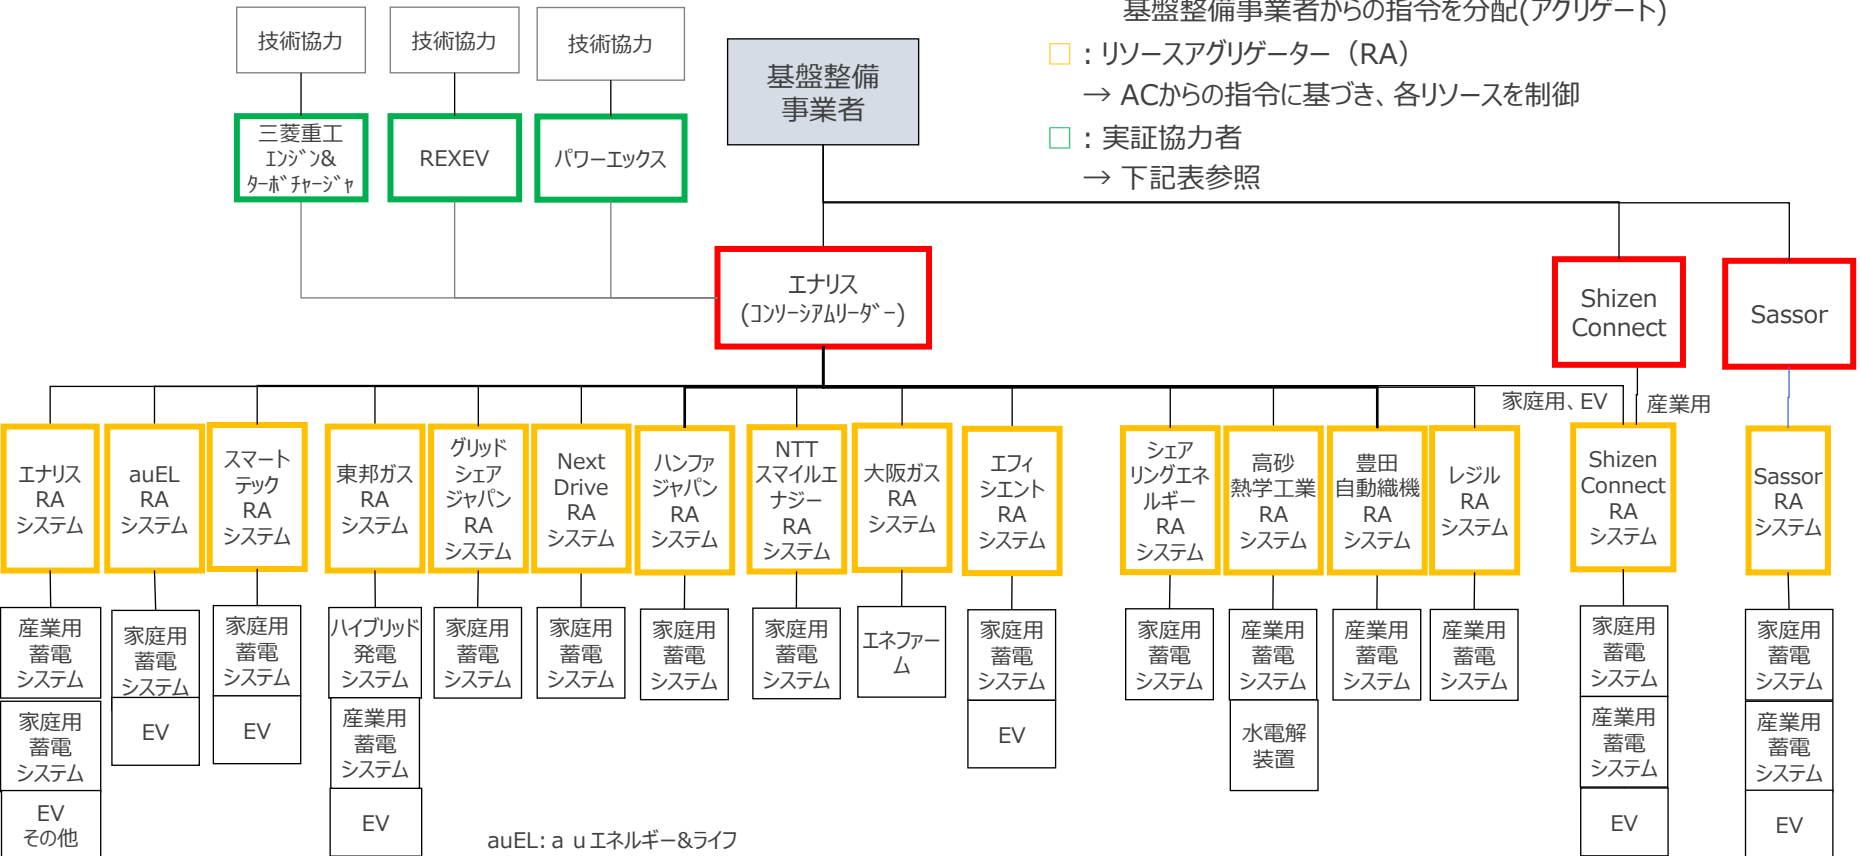 基盤整備事業者からの指令を分配(アグリゲート)
□：リソースアグリゲーター（RA）
→ ACからの指令に基づき、各リソースを制御
□：実証協力者
→ 下記表参照
技術協力
技術協力
技術協力
基盤整備
事業者
三菱重工
ｴﾝｼﾞﾝ&
ﾀｰﾎﾞﾁｬｰｼﾞｬ
REXEV
パワーエックス
エナリス
(ｺﾝｿｰｼｱﾑﾘｰﾀﾞｰ)
Shizen
Connect
Sassor
家庭用、EV
産業用
エナリス
RA
システム
auEL
RA
システム
スマート
テック
RA
システム
東邦ガス
RA
システム
グリッド
シェア
ジャパン
RA
システム
Next
Drive
RA
システム
ハンファ
ジャパン
RA
システム
NTT
スマイルエ
ナジー
RA
システム
大阪ガス
RA
システム
エフィ
シエント
RA
システム
シェア
リングエネ
ルギー
RA
システム
高砂
熱学工業
RA
システム
豊田
自動織機
RA
システム
レジル
RA
システム
Shizen
Connect
RA
システム
Sassor
RA
システム
産業用
蓄電
システム
家庭用
蓄電
システム
EV
その他
家庭用
蓄電
システム
EV
家庭用
蓄電
システム
EV
ハイブリッド
発電
システム
産業用
蓄電
システム
EV
家庭用
蓄電
システム
家庭用
蓄電
システム
家庭用
蓄電
システム
家庭用
蓄電
システム
エネファー
ム
家庭用
蓄電
システム
EV
家庭用
蓄電
システム
産業用
蓄電
システム
水電解
装置
産業用
蓄電
システム
産業用
蓄電
システム
家庭用
蓄電
システム
産業用
蓄電
システム
EV
家庭用
蓄電
システム
産業用
蓄電
システム
EV
auEL:ａｕエネルギー&ライフ